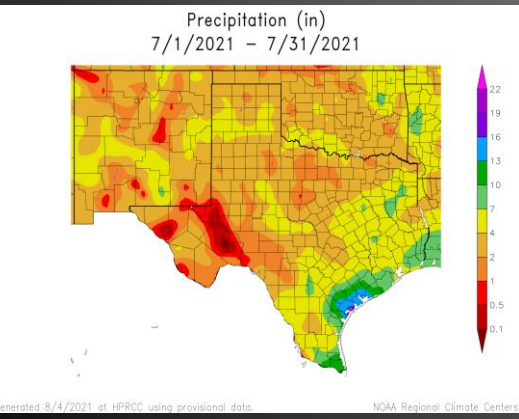 Precipitation (in)
7/1/2021 – 7/31/2021
22
19
16
13
10
7
4
2
1
0.5
0.1
enerated 8/4/2021 at HPRCC using provisional data.
NOAA Regional Climate Centers